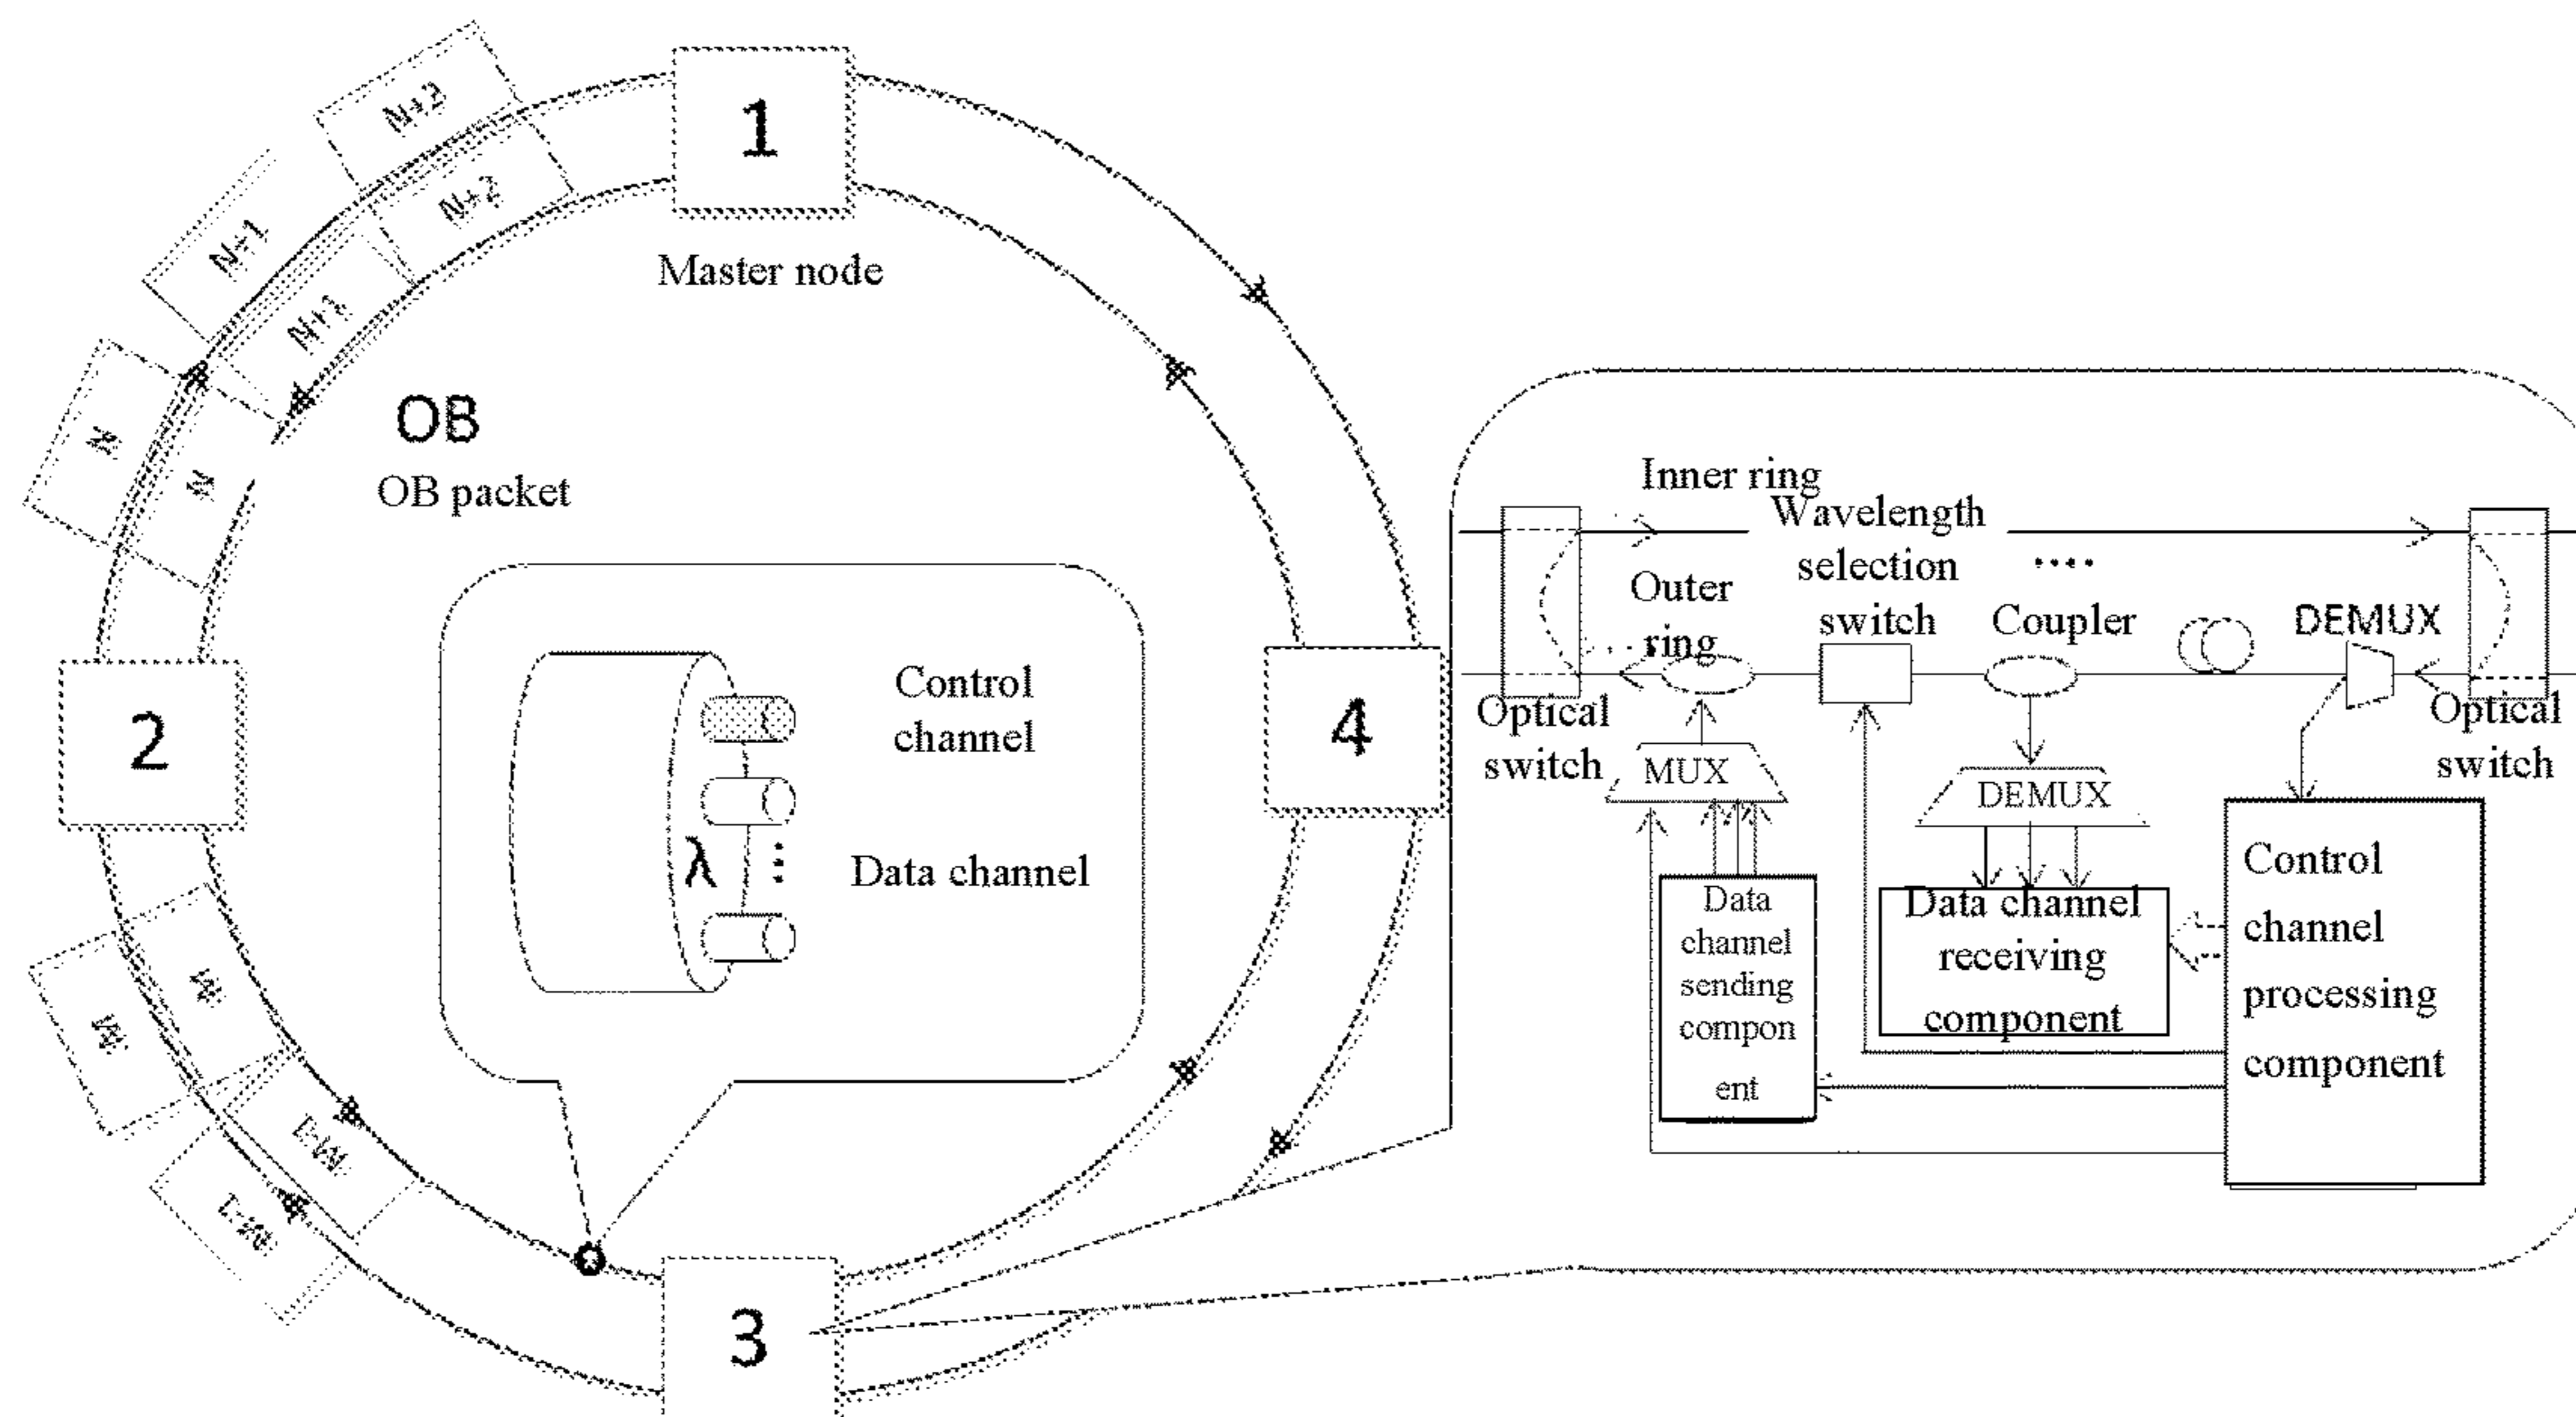 N+2
N+2
N+1
N+1
N
N
1
Master node
OB
OB packet
2
Control
channel
λ
Data channel
4
M
M
M+1
M+1
3
Inner ring
Wavelength
selection
switch
Outer
ring
Coupler
DEMUX
Optical
switch
Optical
switch
MUX
DEMUX
Data
channel
sending
compon
ent
Data channel
receiving
component
Control
channel
processing
component